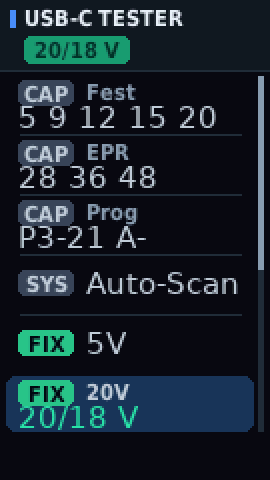 USB-C TESTER
20/18 V
CAP Fest
5 9 12 15 20
CAP EPR
28 36 48
CAP Prog
P3-21 A-
SYS Auto-Scan
FIX 5V
FIX 20V
20/18 V